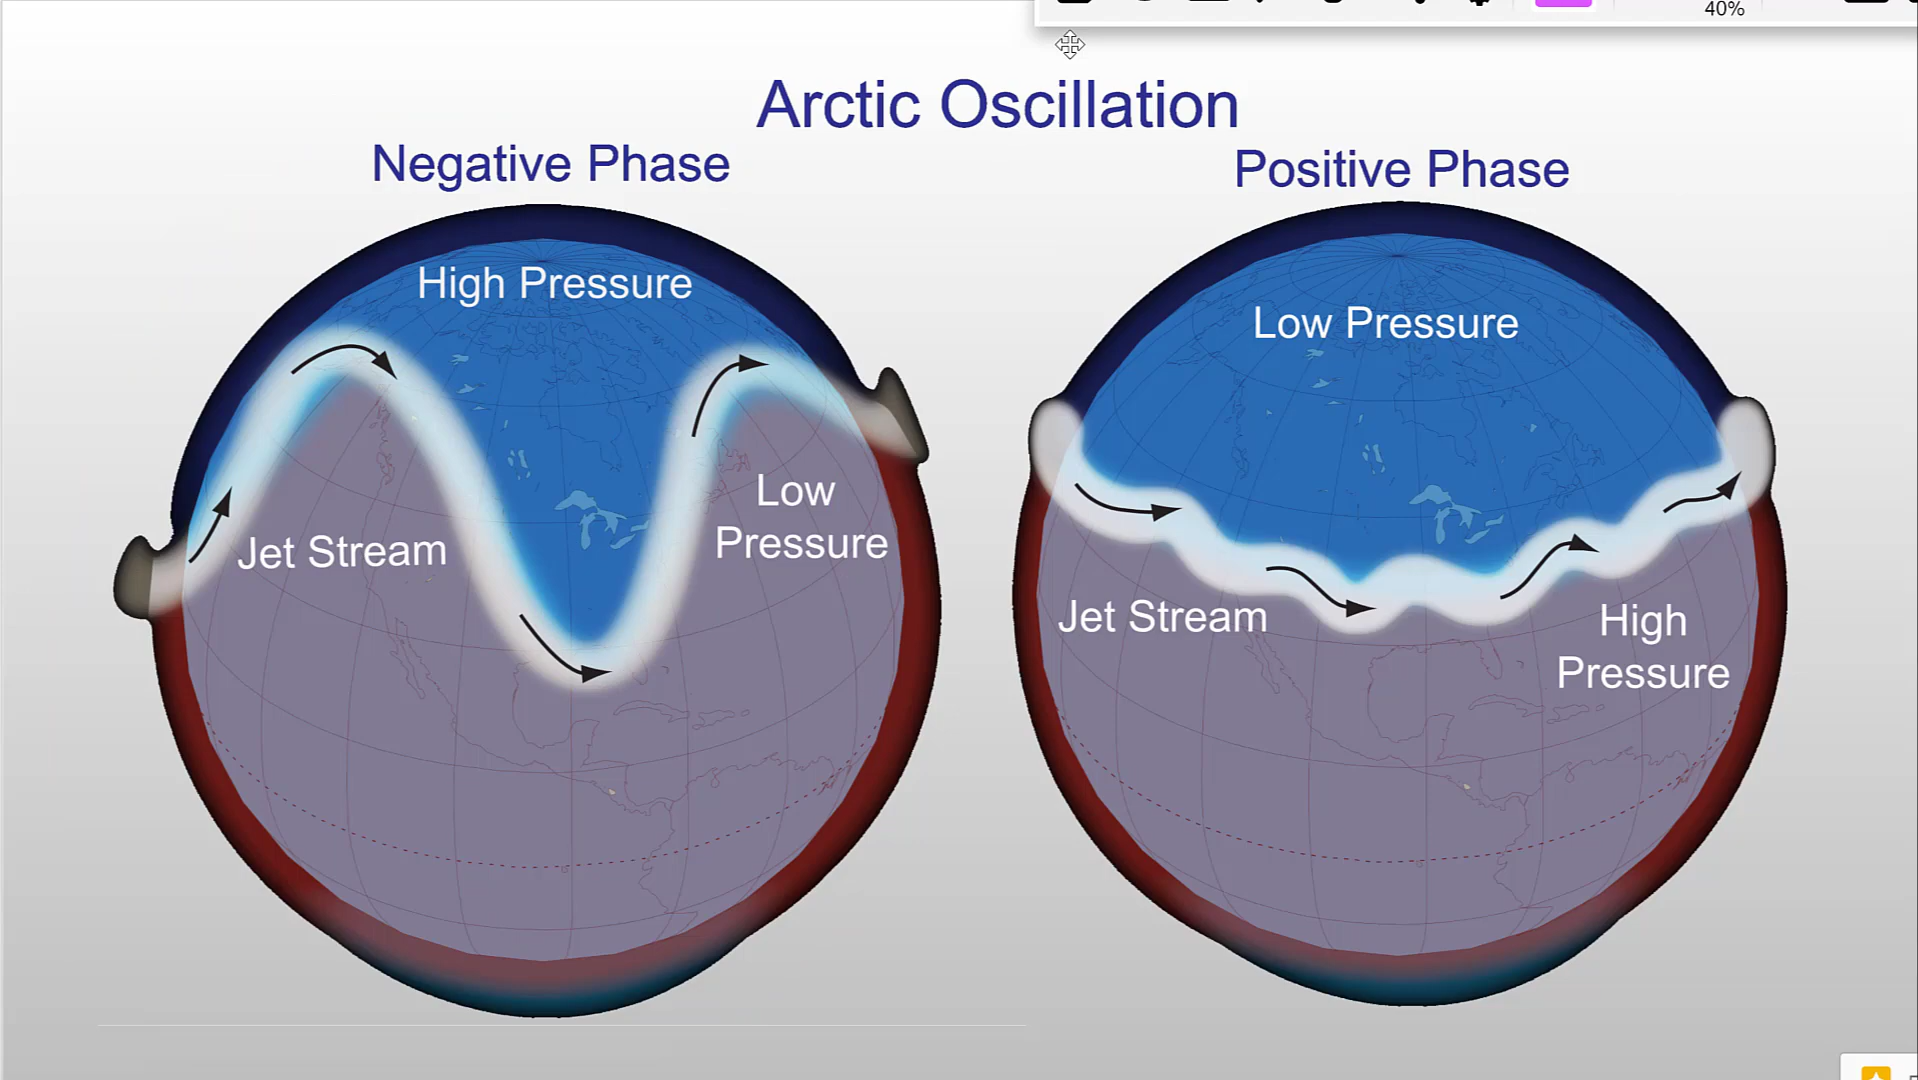 40%
Arctic Oscillation
Negative Phase
Positive Phase
High Pressure
Low Pressure
Jet Stream
Low
Pressure
Jet Stream
High
Pressure